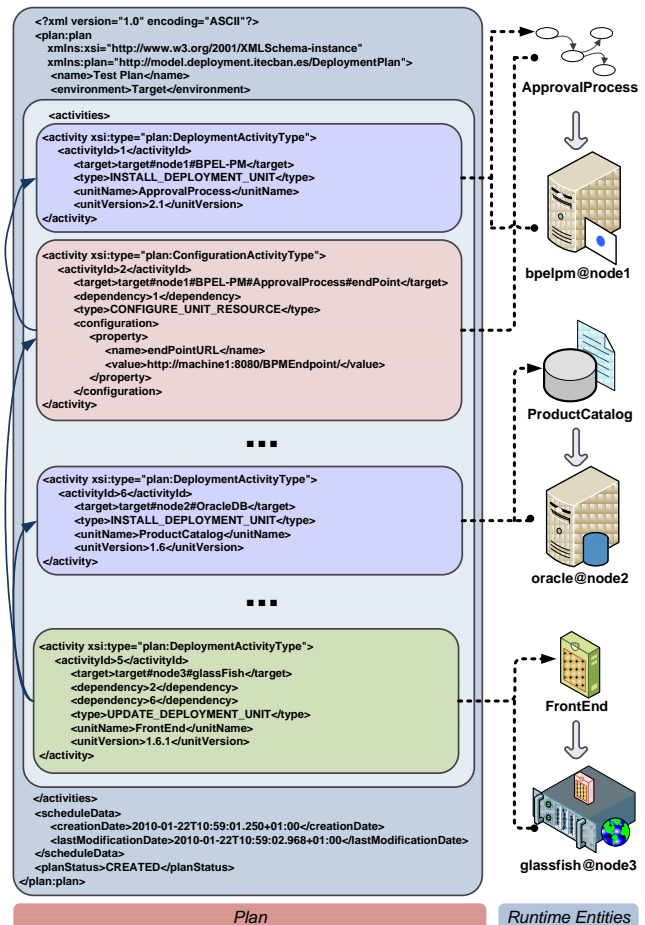 <?xml version="1.0" encoding="ASCII"?>
<plan:plan
xmlns:xsi="http://www.w3.org/2001/XMLSchema-instance"
xmlns:plan="http://model.deployment.itecban.es/DeploymentPlan">
<name>Test Plan</name>
<environment>Target</environment>
<activities>
<activity xsi:type="plan:DeploymentActivityType">
<activityId>1</activityId>
<target>target#node1#BPEL-PM</target>
<type>INSTALL_DEPLOYMENT_UNIT</type>
<unitName>ApprovalProcess</unitName>
<unitVersion>2.1</unitVersion>
</activity>
<activity xsi:type="plan:ConfigurationActivityType">
<activityId>2</activityId>
<target>target#node1#BPEL-PM#ApprovalProcess#endPoint</target>
<dependency>1</dependency>
<type>CONFIGURE_UNIT_RESOURCE</type>
<configuration>
<property>
<name>endPointURL</name>
<value>http://machine1:8080/BPMEndpoint/</value>
</property>
</configuration>
</activity>
...
<activity xsi:type="plan:DeploymentActivityType">
<activityId>6</activityId>
<target>target#node2#OracleDB</target>
<type>INSTALL_DEPLOYMENT_UNIT</type>
<unitName>ProductCatalog</unitName>
<unitVersion>1.6</unitVersion>
</activity>
...
<activity xsi:type="plan:DeploymentActivityType">
<activityId>5</activityId>
<target>target#node3#glassFish</target>
<dependency>2</dependency>
<dependency>6</dependency>
<type>UPDATE_DEPLOYMENT_UNIT</type>
<unitName>FrontEnd</unitName>
<unitVersion>1.6.1</unitVersion>
</activity>
</activities>
<scheduleData>
<creationDate>2010-01-22T10:59:01.250+01:00</creationDate>
<lastModificationDate>2010-01-22T10:59:02.968+01:00</lastModificationDate>
</scheduleData>
<planStatus>CREATED</planStatus>
</plan:plan>
Plan
ApprovalProcess
bpelpm@node1
ProductCatalog
oracle@node2
FrontEnd
glassfish@node3
Runtime Entities